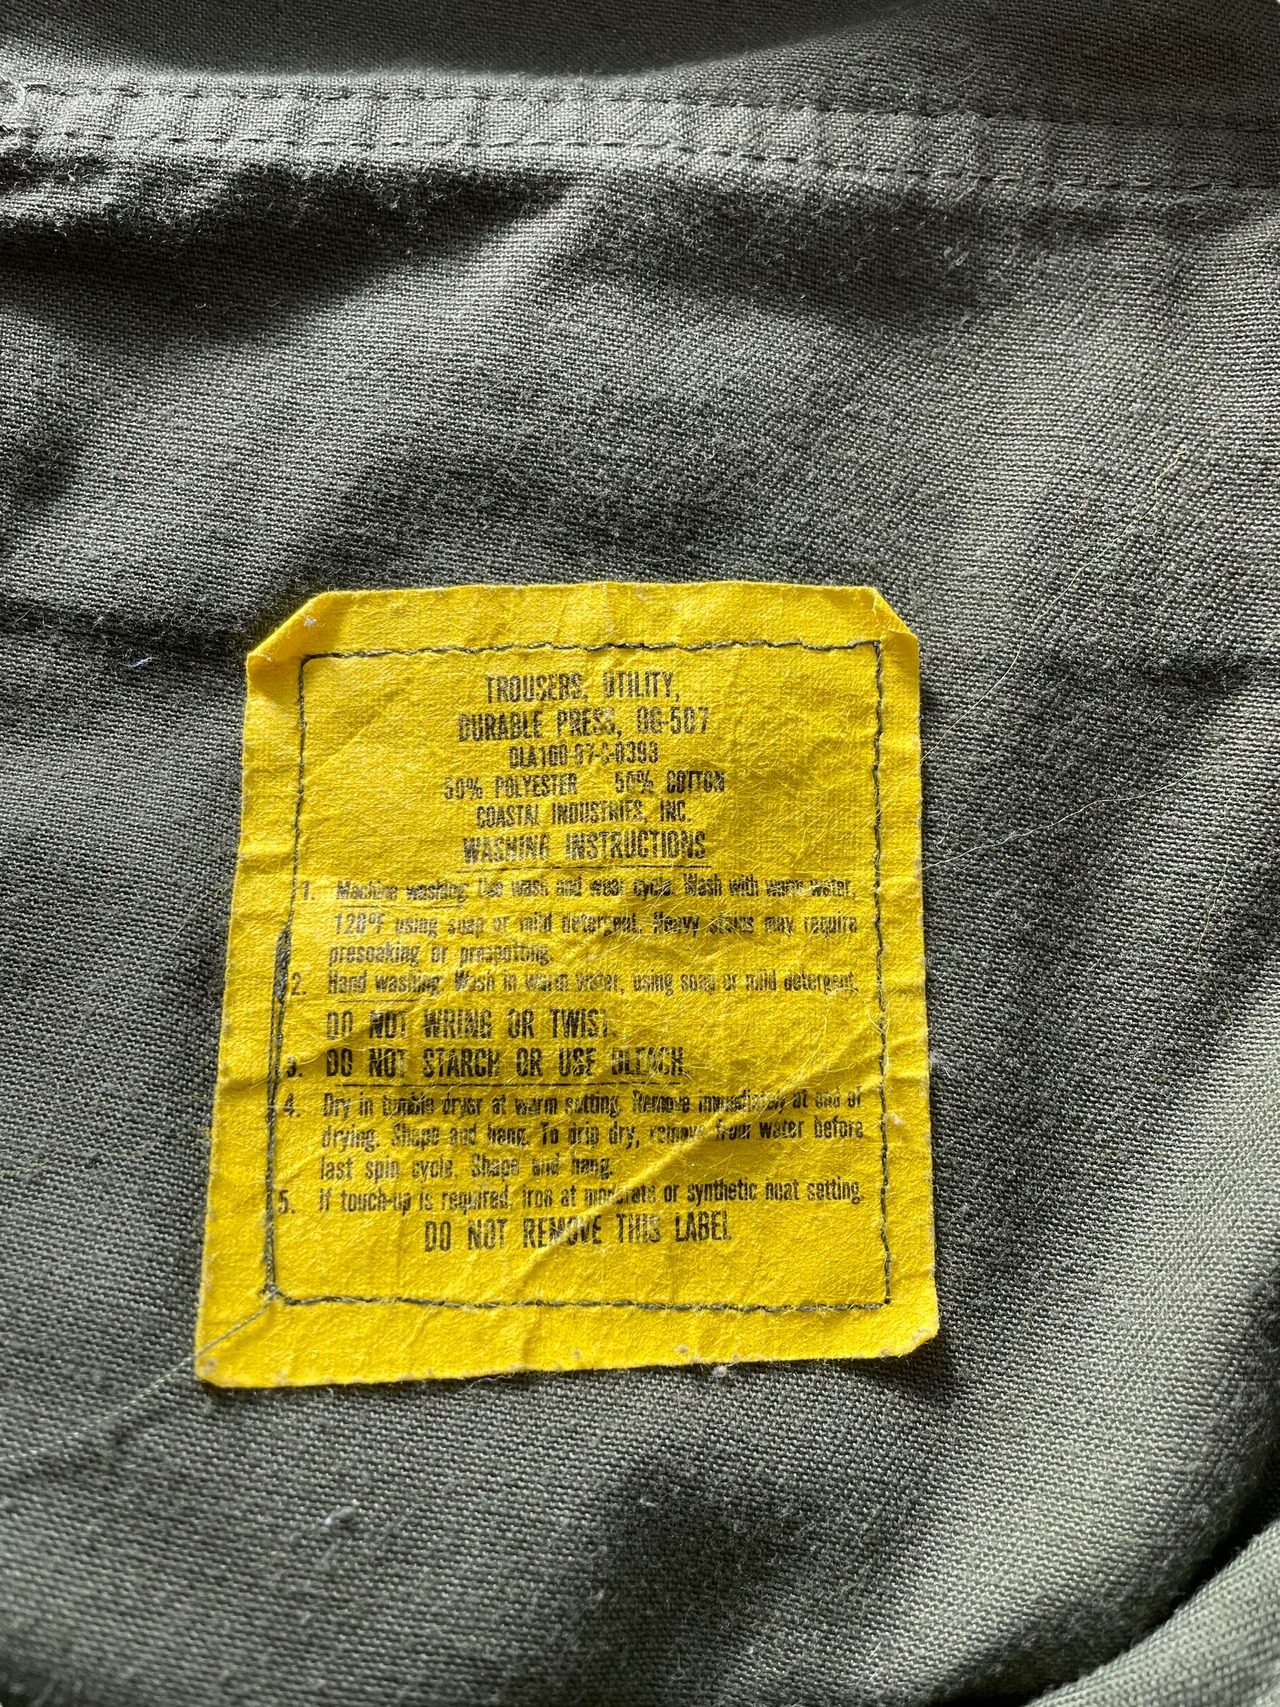 TROUSERS, UTILITY,
DURABLE PRESS, OG-507
DLA100-87-C-0393
50% POLYESTER 50% COTTON
COASTAL INDUSTRIES, INC.
WASHING INSTRUCTIONS
1. Machine washing: Use wash and wear cycle. Wash with warm water,
120°F using soap or mild detergent. Heavy stains may require
presoaking or prespotting.
2. Hand washing: Wash in warm water, using soap or mild detergent.
DO NOT WRING OR TWIST.
3. DO NOT STARCH OR USE BLEACH.
4. Dry in tumble dryer at warm setting. Remove immediately at end of
drying. Shape and hang. To drip dry, remove from water before
last spin cycle. Shape and hang.
5. If touch-up is required, iron at moderate or synthetic heat setting.
DO NOT REMOVE THIS LABEL